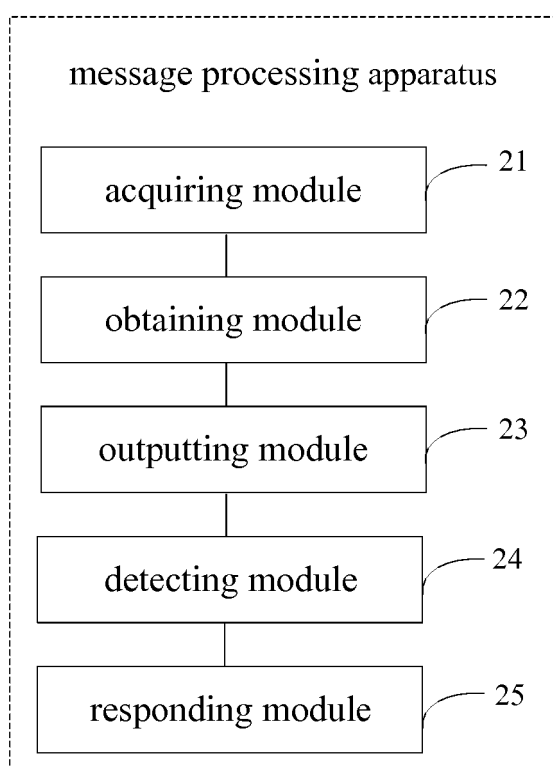 message processing apparatus
acquiring module
21
obtaining module
22
outputting module
23
detecting module
24
responding module
25